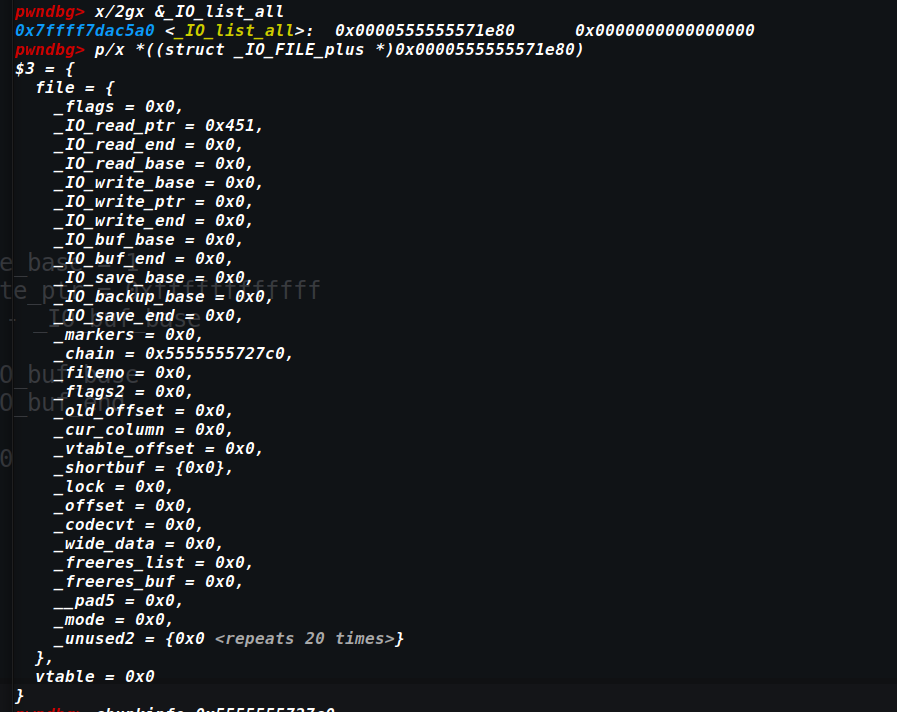 pwndbg> x/2gx &_IO_list_all
0x7ffff7dac5a0 <_IO_list_all>:  0x0000555555571e80      0x0000000000000000
pwndbg> p/x *((struct _IO_FILE_plus *)0x0000555555571e80)
$3 = {
  file = {
    _flags = 0x0,
    _IO_read_ptr = 0x451,
    _IO_read_end = 0x0,
    _IO_read_base = 0x0,
    _IO_write_base = 0x0,
    _IO_write_ptr = 0x0,
    _IO_write_end = 0x0,
    _IO_buf_base = 0x0,
    _IO_buf_end = 0x0,
    _IO_save_base = 0x0,
    _IO_backup_base = 0x0,
    _IO_save_end = 0x0,
    _markers = 0x0,
    _chain = 0x5555555727c0,
    _fileno = 0x0,
    _flags2 = 0x0,
    _old_offset = 0x0,
    _cur_column = 0x0,
    _vtable_offset = 0x0,
    _shortbuf = {0x0},
    _lock = 0x0,
    _offset = 0x0,
    _codecvt = 0x0,
    _wide_data = 0x0,
    _freeres_list = 0x0,
    _freeres_buf = 0x0,
    __pad5 = 0x0,
    _mode = 0x0,
    _unused2 = {0x0 <repeats 20 times>}
  },
  vtable = 0x0
}